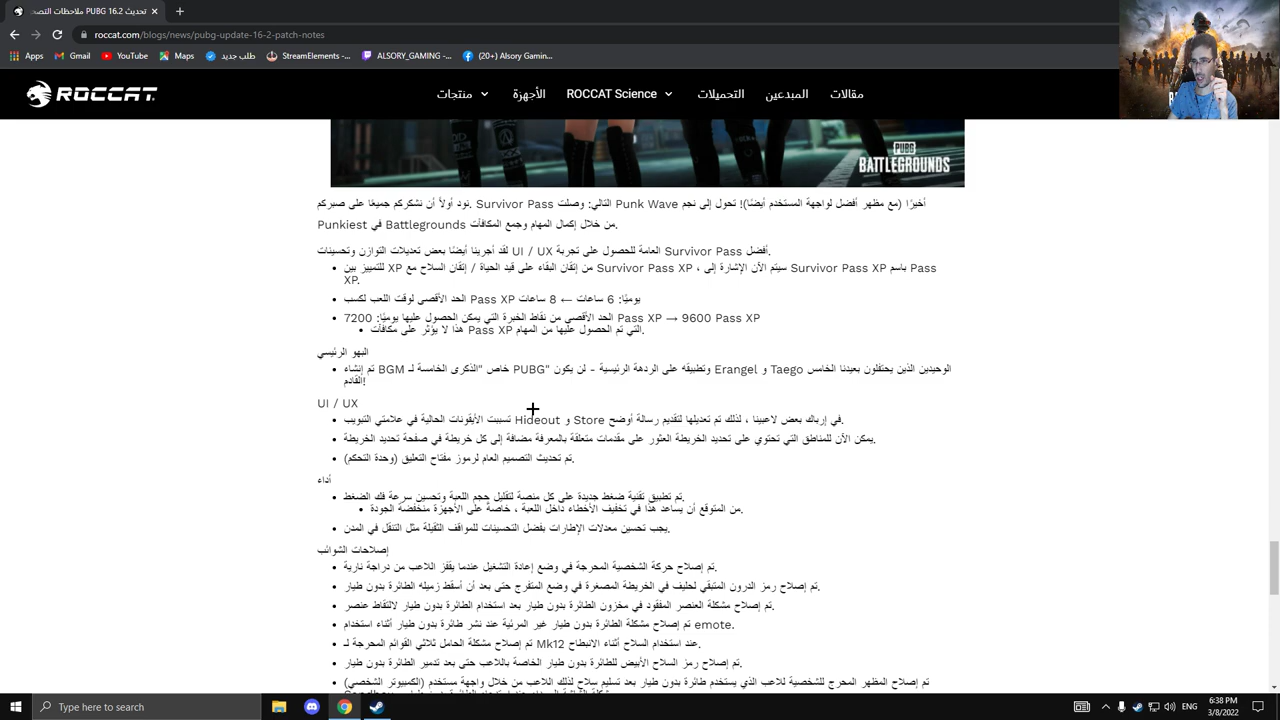 تحديث PUBG 16.2 ملاحظات التصح
roccat.com/blogs/news/pubg-update-16-2-patch-notes
Apps
Gmail
YouTube
Maps
StreamElements -...
طلب جديد
ALSORY_GAMING -...
(20+) Alsory Gamin...
ROCCAT
منتجات
الأجهزة
ROCCAT Science
التحميلات
المبدعين
مقالات
PUBG
BATTLEGROUNDS
نود أولاً أن نشكركم جميعًا على صبركم. Survivor Pass التالي: وصلت Punk Wave أخيرًا (مع مظهر أفضل لواجهة المستخدم أيضًا)! تحول إلى نجم
Punkiest في Battlegrounds من خلال إكمال المهام وجمع المكافآت.
لقد أجرينا أيضًا بعض تعديلات التوازن وتحسينات UI / UX العامة للحصول على تجربة Survivor Pass أفضل.
للتمييز بين XP من إتقان البقاء على قيد الحياة / إتقان السلاح مع Survivor Pass XP ، سيتم الآن الإشارة إلى Survivor Pass XP باسم Pass
XP.
الحد الأقصى لوقت اللعب لكسب Pass XP يوميًا: 6 ساعات ← 8 ساعات
الحد الأقصى من نقاط الخبرة التي يمكن الحصول عليها يوميًا: 7200 Pass XP → 9600 Pass XP
هذا لا يؤثر على مكافآت Pass XP التي تم الحصول عليها من المهام.
البهو الرئيسي
تم إنشاء BGM خاص "الذكرى الخامسة لـ PUBG" وتطبيقه على الردهة الرئيسية - لن يكون Erangel و Taego الوحيدين الذين يحتفلون بعيدنا الخامس
القادم!
UI / UX
تسببت الأيقونات الحالية في علامتي التبويب Hideout و Store في إرباك بعض لاعبينا ، لذلك تم تعديلها لتقديم رسالة أوضح.
يمكن الآن للمناطق التي تحتوي على تحديد الخريطة العثور على مقدمات متعلقة بالمعرفة مضافة إلى كل خريطة في صفحة تحديد الخريطة.
تم تحديث التصميم العام لرموز مفتاح التعليق (وحدة التحكم).
أداء
تم تطبيق تقنية ضغط جديدة على كل منصة لتقليل حجم اللعبة وتحسين سرعة فك الضغط.
من المتوقع أن يساعد هذا في تخفيف الأخطاء داخل اللعبة ، خاصةً على الأجهزة منخفضة الجودة.
يجب تحسين معدلات الإطارات بفضل التحسينات للمواقف الثقيلة مثل التنقل في المدن.
إصلاحات الشوائب
تم إصلاح حركة الشخصية المحرجة في وضع إعادة التشغيل عندما يقفز اللاعب من دراجة نارية.
تم إصلاح رمز الدرون المتبقي لحليف في الخريطة المصغرة في وضع المتفرج حتى بعد أن أسقط زميله الطائرة بدون طيار.
تم إصلاح مشكلة العنصر المفقود في مخزون الطائرة بدون طيار بعد استخدام الطائرة بدون طيار لالتقاط عنصر.
تم إصلاح مشكلة الطائرة بدون طيار غير المرئية عند نشر طائرة بدون طيار أثناء استخدام emote.
تم إصلاح مشكلة الحامل ثلاثي القوائم المحرجة لـ Mk12 عند استخدام السلاح أثناء الانبطاح.
تم إصلاح رمز السلاح الأبيض للطائرة بدون طيار الخاصة باللاعب حتى بعد تدمير الطائرة بدون طيار.
تم إصلاح المظهر المحرج للشخصية للاعب الذي يستخدم طائرة بدون طيار بعد تسليم سلاح لذلك اللاعب من خلال واجهة مستخدم (الكمبيوتر الشخصي)
Type here to search
ENG
6:38 PM
3/8/2022